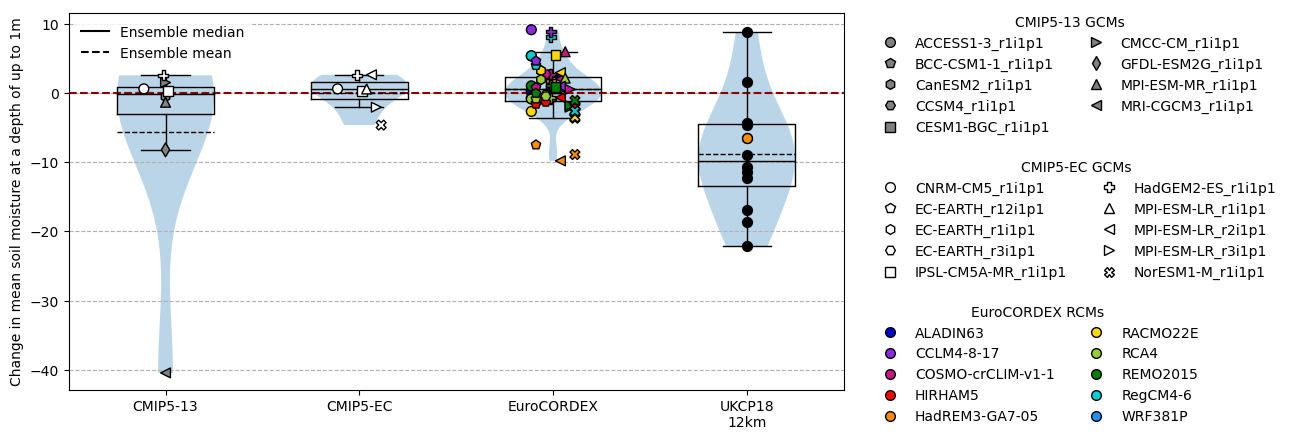 Change in mean soil moisture at a depth of up to 1m
10
0
−10
−20
−30
−40
Ensemble median
Ensemble mean
CMIP5-13
CMIP5-EC
EuroCORDEX
UKCP18
12km
CMIP5-13 GCMs
ACCESS1-3_r1i1p1
BCC-CSM1-1_r1i1p1
CanESM2_r1i1p1
CCSM4_r1i1p1
CESM1-BGC_r1i1p1
CMCC-CM_r1i1p1
GFDL-ESM2G_r1i1p1
MPI-ESM-MR_r1i1p1
MRI-CGCM3_r1i1p1
CMIP5-EC GCMs
CNRM-CM5_r1i1p1
EC-EARTH_r12i1p1
EC-EARTH_r1i1p1
EC-EARTH_r3i1p1
IPSL-CM5A-MR_r1i1p1
HadGEM2-ES_r1i1p1
MPI-ESM-LR_r1i1p1
MPI-ESM-LR_r2i1p1
MPI-ESM-LR_r3i1p1
NorESM1-M_r1i1p1
EuroCORDEX RCMs
ALADIN63
CCLM4-8-17
COSMO-crCLIM-v1-1
HIRHAM5
HadREM3-GA7-05
RACMO22E
RCA4
REMO2015
RegCM4-6
WRF381P